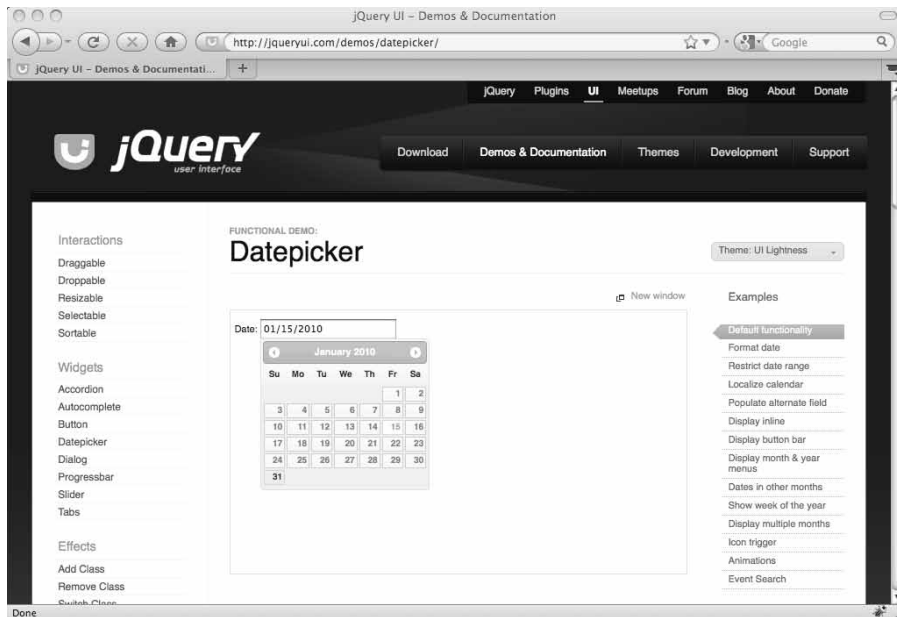 jQuery UI – Demos & Documentation
http://jqueryui.com/demos/datepicker/
Google
jQuery UI – Demos & Documentati...
+
jQuery Plugins UI Meetups Forum Blog About Donate
jQuery
user interface
Download Demos & Documentation Themes Development Support
Interactions
Draggable
Droppable
Resizable
Selectable
Sortable
Widgets
Accordion
Autocomplete
Button
Datepicker
Dialog
Progressbar
Slider
Tabs
Effects
Add Class
Remove Class
Switch Class
FUNCTIONAL DEMO:
Datepicker
Theme: UI Lightness
New window
Date: 01/15/2010
January 2010
Su Mo Tu We Th Fr Sa
1 2
3 4 5 6 7 8 9
10 11 12 13 14 15 16
17 18 19 20 21 22 23
24 25 26 27 28 29 30
31
Examples
Default functionality
Format date
Restrict date range
Localize calendar
Populate alternate field
Display inline
Display button bar
Display month & year
menus
Dates in other months
Show week of the year
Display multiple months
Icon trigger
Animations
Event Search
Done